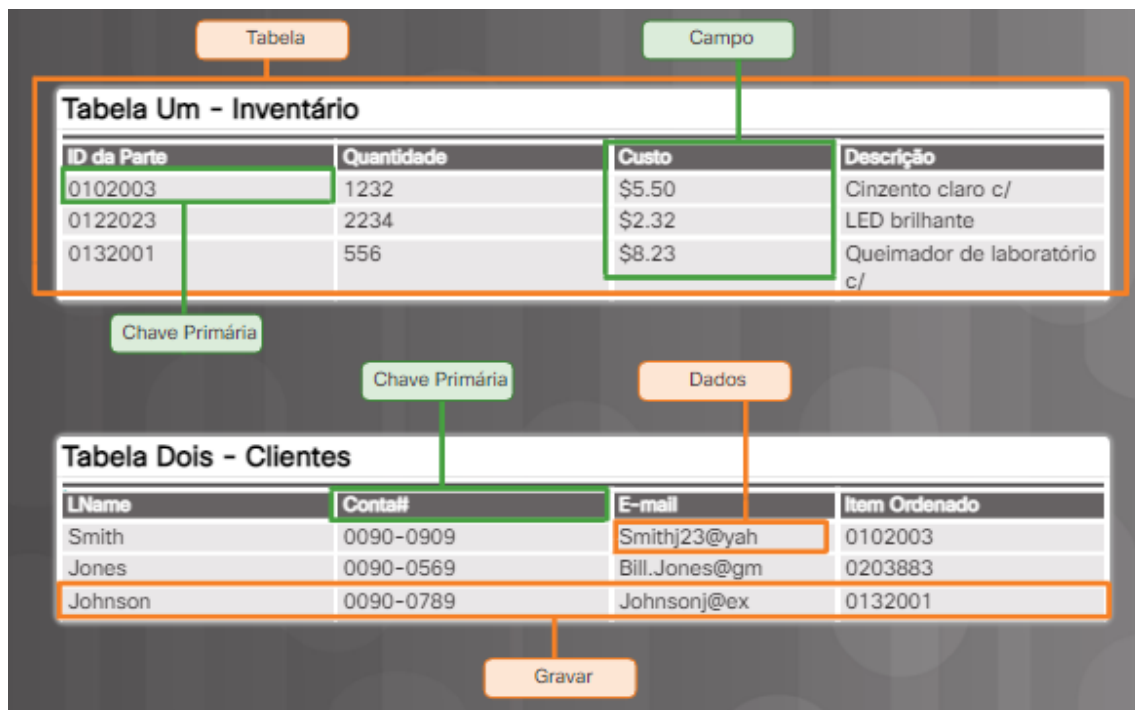 Tabela Campo
Tabela Um - Inventário
ID da Parte Quantidade Custo Descrição
0102003 1232 $5.50 Cinzento claro c/
0122023 2234 $2.32 LED brilhante
0132001 556 $8.23 Queimador de laboratório
c/
Chave Primária
Chave Primária Dados
Tabela Dois - Clientes
LName Conta# E-mail Item Ordenado
Smith 0090-0909 Smithj23@yah 0102003
Jones 0090-0569 Bill.Jones@gm 0203883
Johnson 0090-0789 Johnsonj@ex 0132001
Gravar